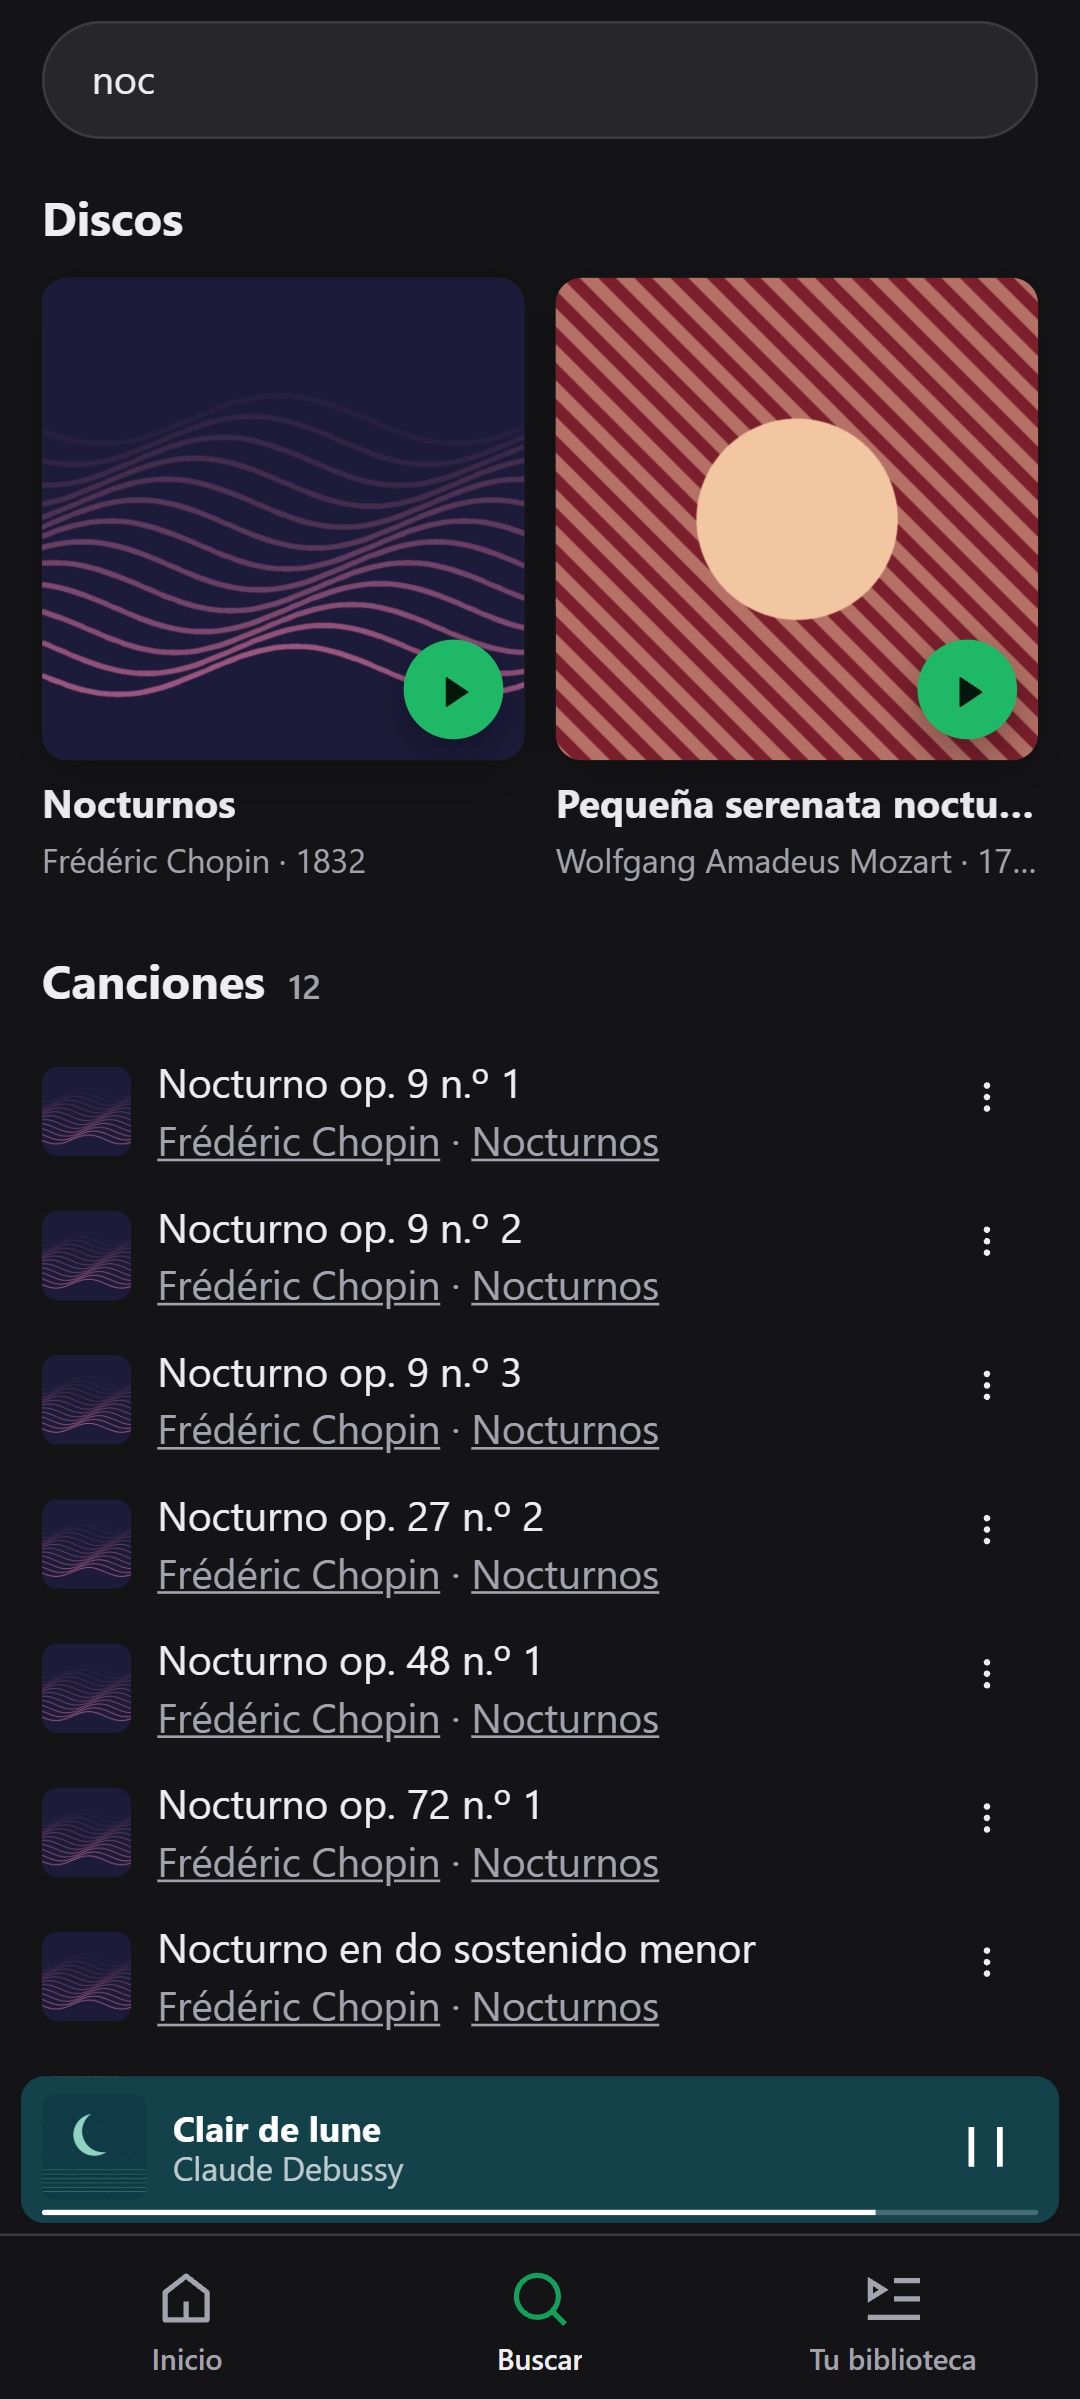 noc
Discos
Nocturnos
Frédéric Chopin · 1832
Pequeña serenata noctu...
Wolfgang Amadeus Mozart · 17...
Canciones 12
Nocturno op. 9 n.º 1
Frédéric Chopin · Nocturnos
Nocturno op. 9 n.º 2
Frédéric Chopin · Nocturnos
Nocturno op. 9 n.º 3
Frédéric Chopin · Nocturnos
Nocturno op. 27 n.º 2
Frédéric Chopin · Nocturnos
Nocturno op. 48 n.º 1
Frédéric Chopin · Nocturnos
Nocturno op. 72 n.º 1
Frédéric Chopin · Nocturnos
Nocturno en do sostenido menor
Frédéric Chopin · Nocturnos
Clair de lune
Claude Debussy
Inicio
Buscar
Tu biblioteca